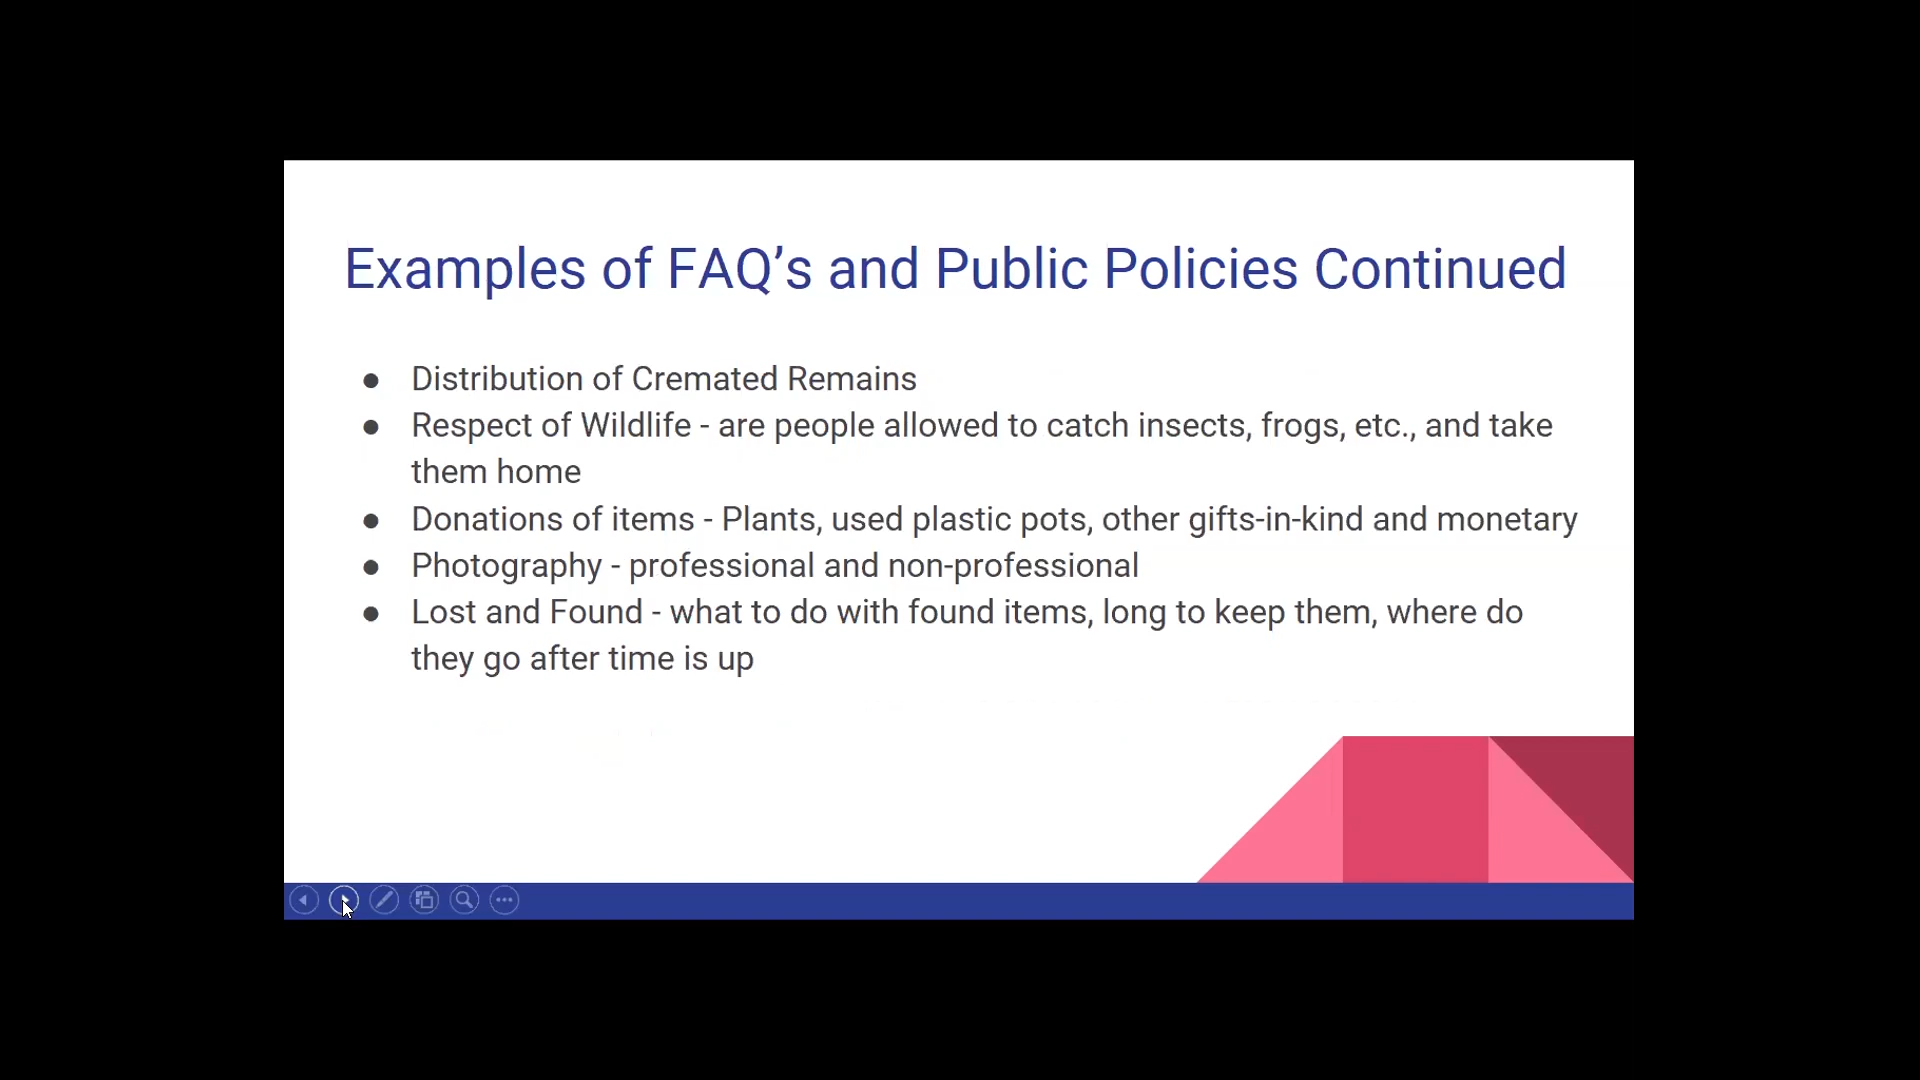 Examples of FAQ’s and Public Policies Continued
● Distribution of Cremated Remains
● Respect of Wildlife - are people allowed to catch insects, frogs, etc., and take
them home
● Donations of items - Plants, used plastic pots, other gifts-in-kind and monetary
● Photography - professional and non-professional
● Lost and Found - what to do with found items, long to keep them, where do
they go after time is up